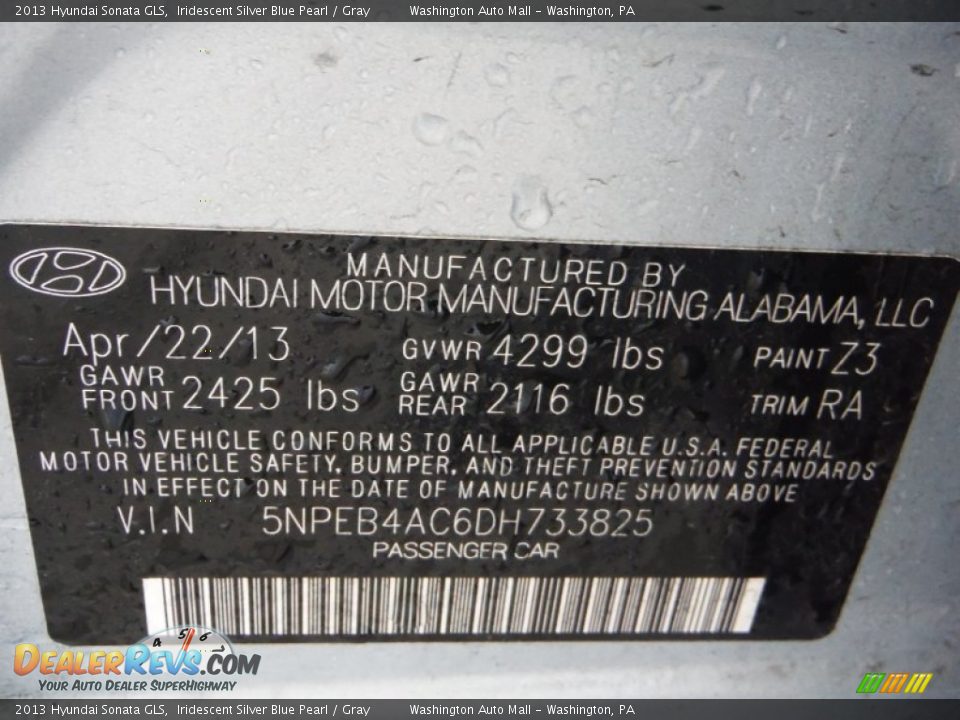 2013 Hyundai Sonata GLS, Iridescent Silver Blue Pearl / Gray Washington Auto Mall - Washington, PA
MANUFACTURED BY
HYUNDAI MOTOR MANUFACTURING ALABAMA, LLC
Apr/22/13 GVWR 4299 lbs PAINT Z3
GAWR FRONT 2425 lbs GAWR REAR 2116 lbs TRIM RA
THIS VEHICLE CONFORMS TO ALL APPLICABLE U.S.A. FEDERAL
MOTOR VEHICLE SAFETY, BUMPER, AND THEFT PREVENTION STANDARDS
IN EFFECT ON THE DATE OF MANUFACTURE SHOWN ABOVE
V.I.N 5NPEB4AC6DH733825
PASSENGER CAR
4 5 6
DEALERREVS.COM
YOUR AUTO DEALER SUPERHIGHWAY
2013 Hyundai Sonata GLS, Iridescent Silver Blue Pearl / Gray Washington Auto Mall - Washington, PA